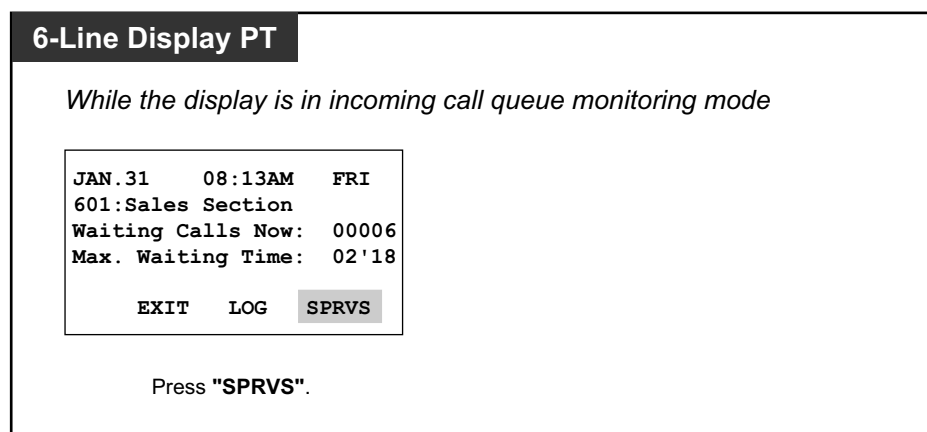 6-Line Display PT
While the display is in incoming call queue monitoring mode
JAN.31 08:13AM FRI
601:Sales Section
Waiting Calls Now: 00006
Max. Waiting Time: 02'18
EXIT LOG SPRVS
Press "SPRVS".